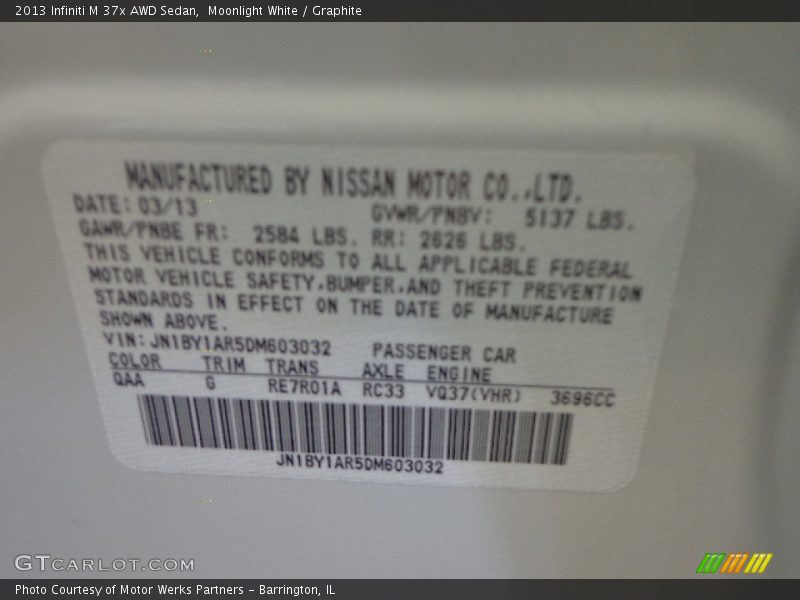 2013 Infiniti M 37x AWD Sedan,  Moonlight White / Graphite
MANUFACTURED BY NISSAN MOTOR CO.,LTD.
DATE: 03/13 GVWR/PNBV: 5137 LBS.
GAWR/PNBE FR: 2584 LBS. RR: 2626 LBS.
THIS VEHICLE CONFORMS TO ALL APPLICABLE FEDERAL
MOTOR VEHICLE SAFETY,BUMPER,AND THEFT PREVENTION
STANDARDS IN EFFECT ON THE DATE OF MANUFACTURE
SHOWN ABOVE.
VIN: JN1BY1AR5DM603032 PASSENGER CAR
COLOR TRIM TRANS AXLE ENGINE
QAA G RE7R01A RC33 VQ37(VHR) 3696CC
JN1BY1AR5DM603032
GTCARLOT.COM
Photo Courtesy of Motor Werks Partners - Barrington, IL